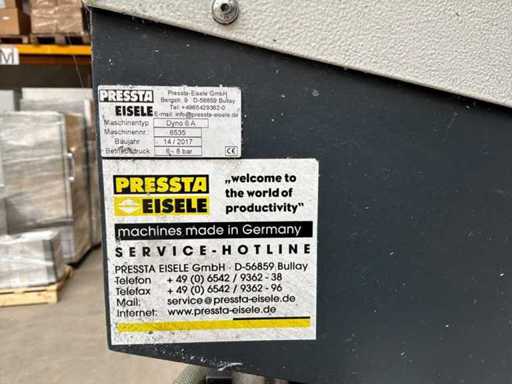 M
PRESSTA
EISELE
Pressta-Eisele GmbH
Bergstr. 9 D-56859 Bullay
Tel +4965429362-0
E-mail: info@pressta-eisele.de
Maschinentyp Dyno 6 A
Maschinennr. 6535
Baujahr 14 / 2017
Betriebsdruck 6 - 8 bar
CE
PRESSTA
EISELE
„welcome to
the world of
productivity"
machines made in Germany
SERVICE-HOTLINE
PRESSTA EISELE GmbH · D-56859 Bullay
Telefon + 49 (0) 6542 / 9362 - 38
Telefax + 49 (0) 6542 / 9362 - 96
Mail: service@pressta-eisele.de
Internet: www.pressta-eisele.de